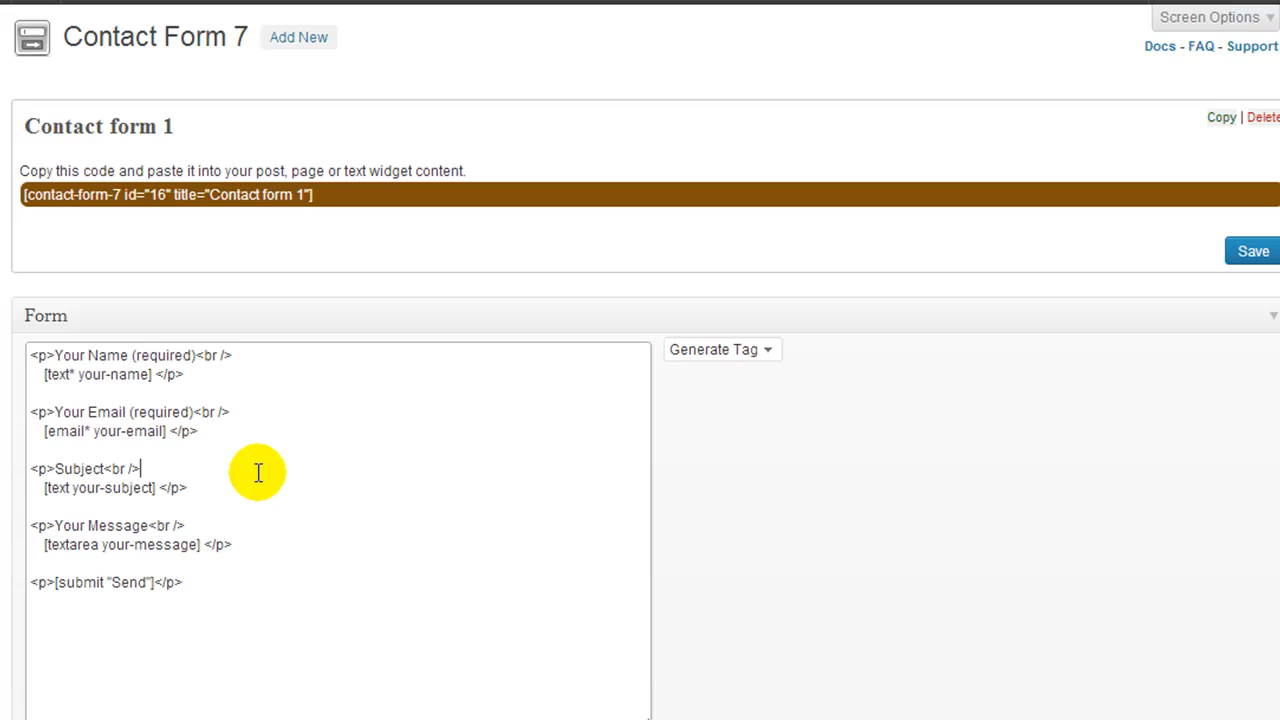 Screen Options
Contact Form 7 Add New
Docs - FAQ - Support
Contact form 1
Copy | Delete
Copy this code and paste it into your post, page or text widget content.
[contact-form-7 id="16" title="Contact form 1"]
Save
Form
Generate Tag
<p>Your Name (required)<br />
[text* your-name] </p>
<p>Your Email (required)<br />
[email* your-email] </p>
<p>Subject<br />
[text your-subject] </p>
<p>Your Message<br />
[textarea your-message] </p>
<p>[submit "Send"]</p>